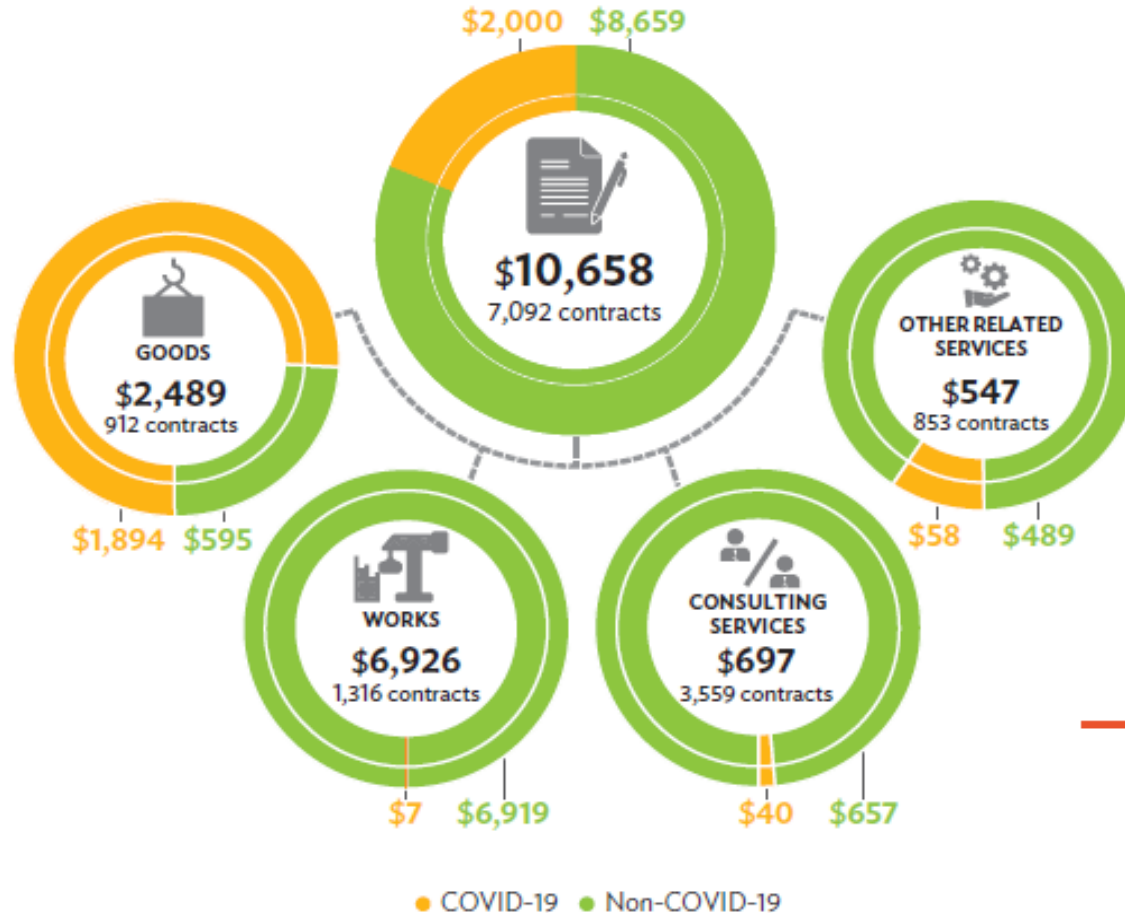 $2,000 $8,659
$10,658
7,092 contracts
GOODS
$2,489
912 contracts
$1,894 $595
OTHER RELATED
SERVICES
$547
853 contracts
$58 $489
WORKS
$6,926
1,316 contracts
$7 $6,919
CONSULTING
SERVICES
$697
3,559 contracts
$40 $657
COVID-19 Non-COVID-19